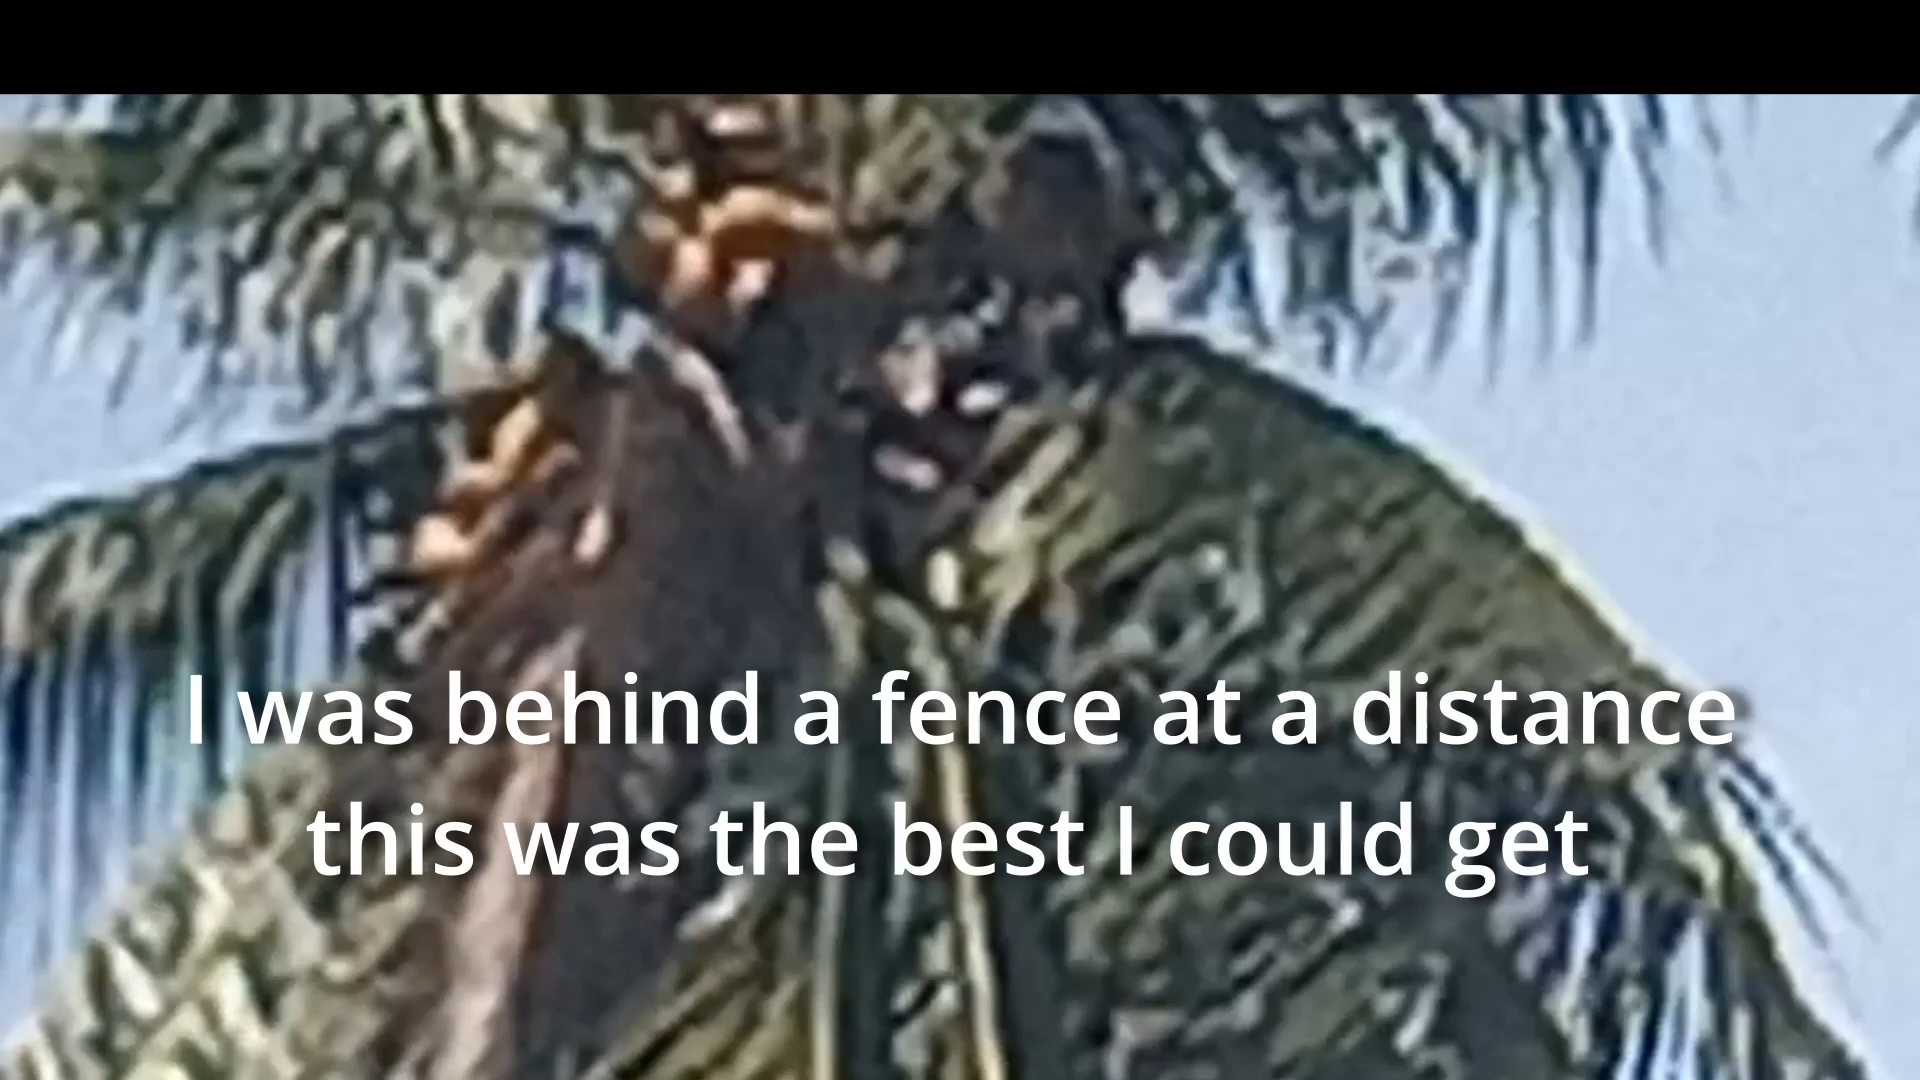 I was behind a fence at a distance
this was the best I could get